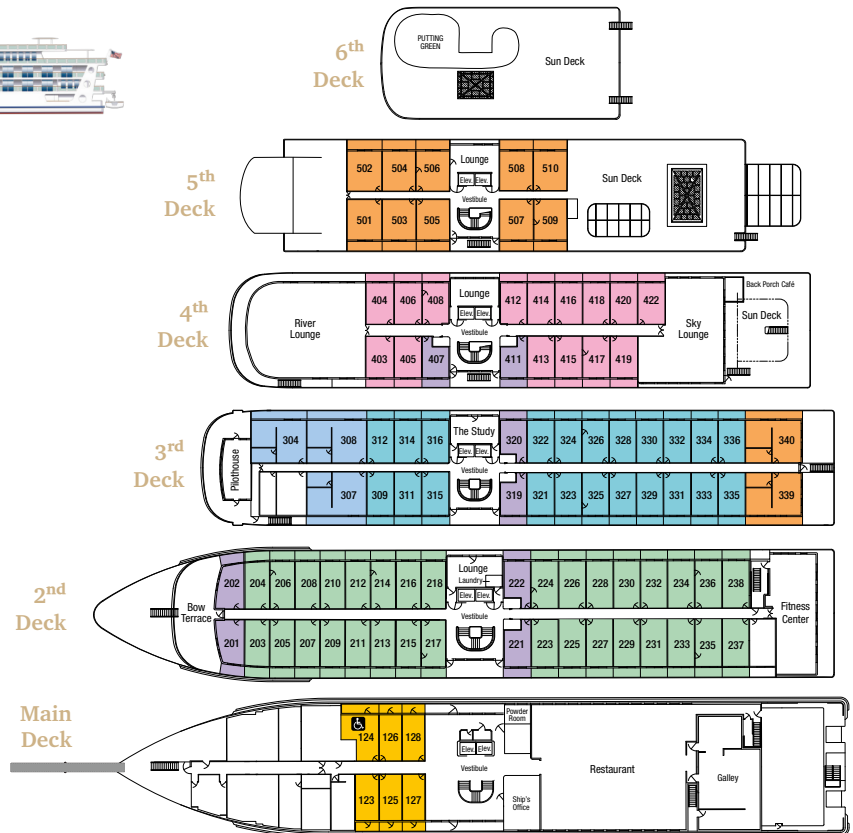 6th
Deck
PUTTING
GREEN
Sun Deck
5th
Deck
502 504 506 Lounge 508 510
Elev. Elev.
Sun Deck
Vestibule
501 503 505 507 509
4th
Deck
Back Porch Café
404 406 408 Lounge 412 414 416 418 420 422
Elev. Elev.
River
Lounge
Vestibule
Sky
Lounge
Sun Deck
403 405 407 411 413 415 417 419
3rd
Deck
Pilothouse
304 308 312 314 316 The Study 320 322 324 326 328 330 332 334 336 340
Elev. Elev.
Vestibule
307 309 311 315 319 321 323 325 327 329 331 333 335 339
2nd
Deck
202 204 206 208 210 212 214 216 218 Lounge 222 224 226 228 230 232 234 236 238
Laundry
Elev. Elev.
Bow
Terrace
Vestibule
Fitness
Center
201 203 205 207 209 211 213 215 217 221 223 225 227 229 231 233 235 237
Main
Deck
Powder
Room
124 126 128
Elev. Elev.
Vestibule
Restaurant
Galley
123 125 127
Ship's
Office